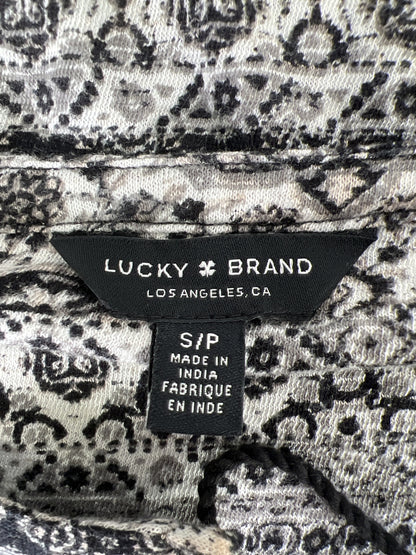 LUCKY BRAND
LOS ANGELES, CA
S/P
MADE IN
INDIA
FABRIQUE
EN INDE